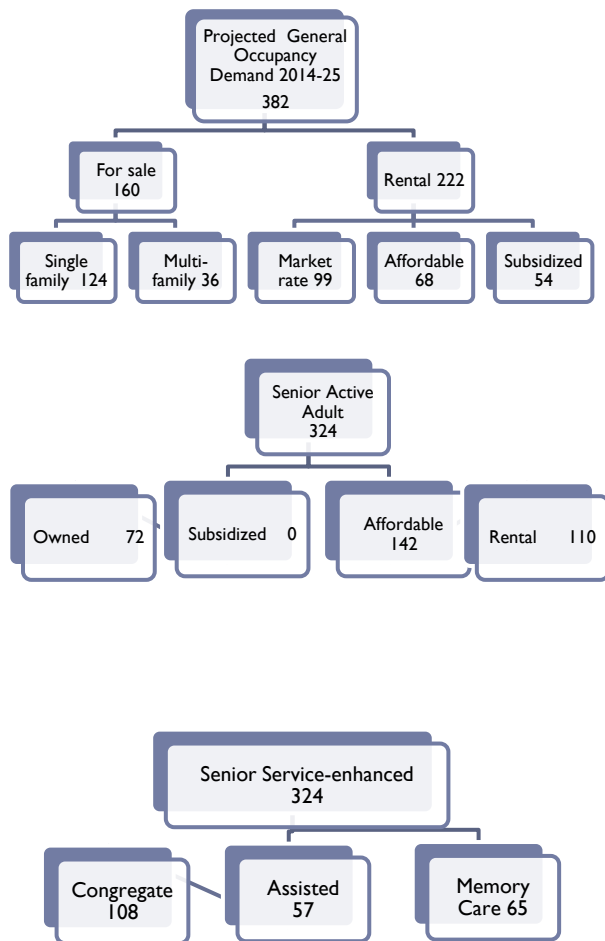 Projected General
Occupancy
Demand 2014-25
382
For sale
160
Rental 222
Single
family 124
Multi-
family 36
Market
rate 99
Affordable
68
Subsidized
54
Senior Active
Adult
324
Owned 72
Subsidized 0
Affordable
142
Rental 110
Senior Service-enhanced
324
Congregate
108
Assisted
57
Memory
Care 65